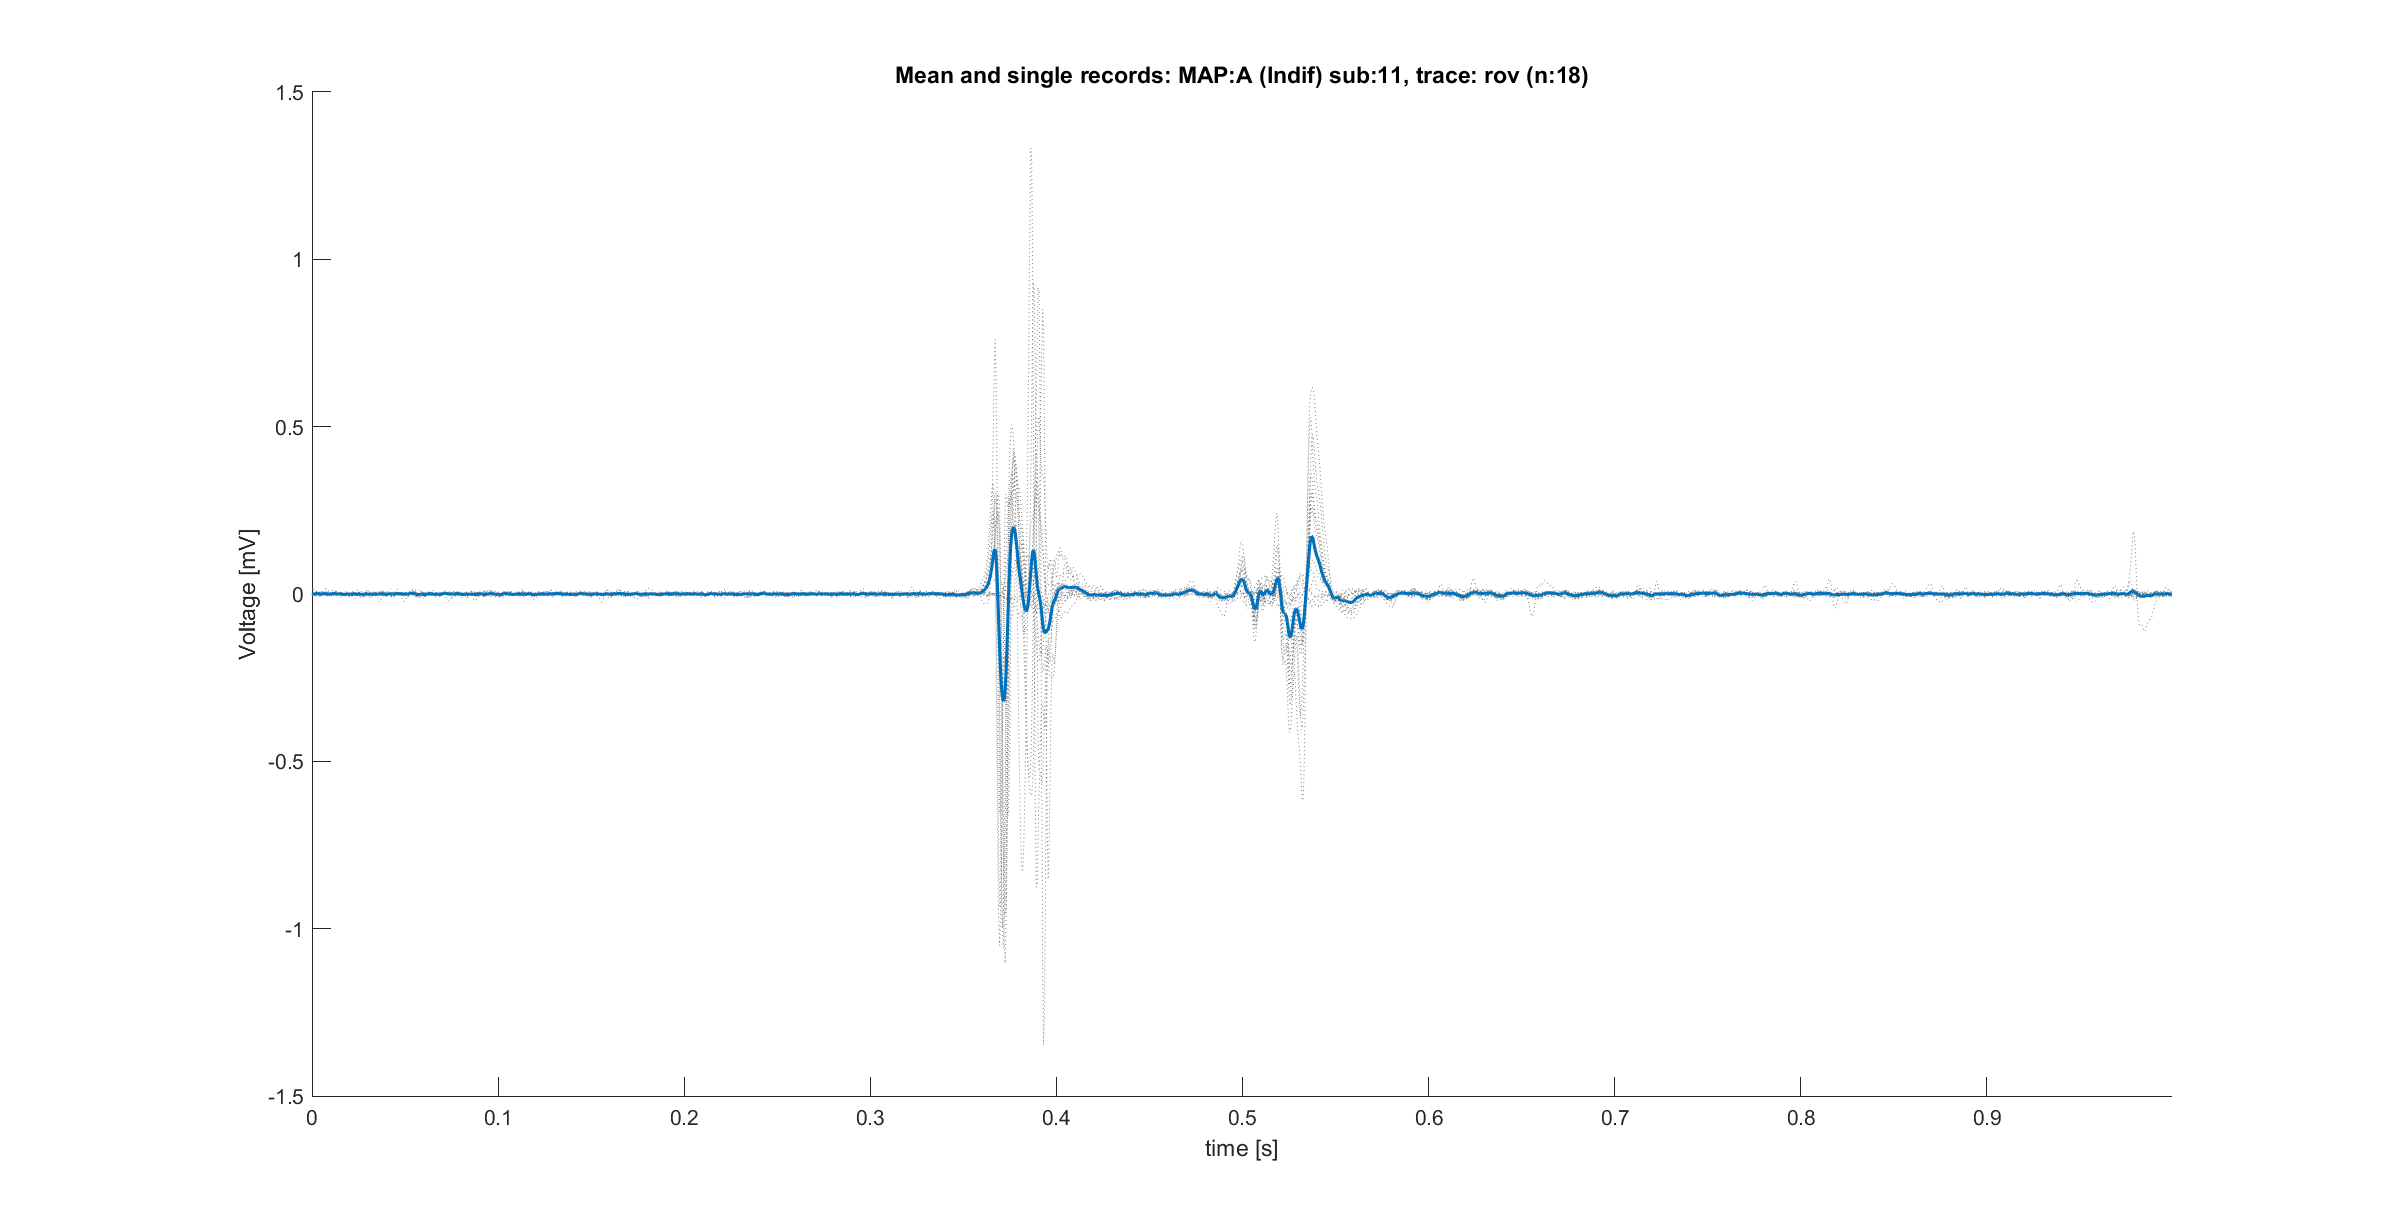 Mean and single records: MAP:A (Indif) sub:11, trace: rov (n:18)
1.5
1
0.5
0
-0.5
-1
-1.5
Voltage [mV]
0 0.1 0.2 0.3 0.4 0.5 0.6 0.7 0.8 0.9
time [s]